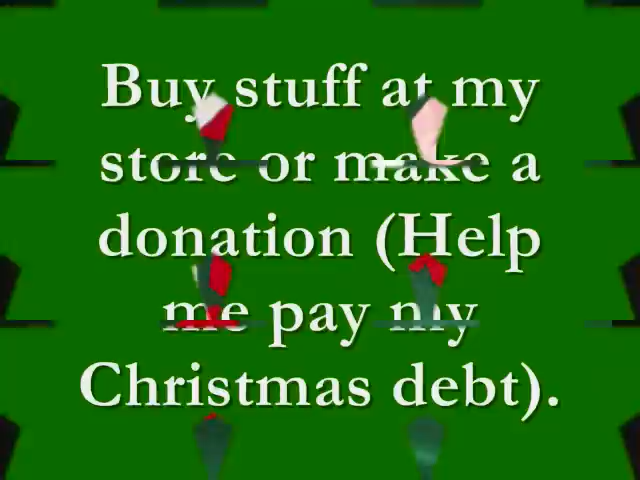 Buy stuff at my
store or make a
donation (Help
me pay my
Christmas debt).